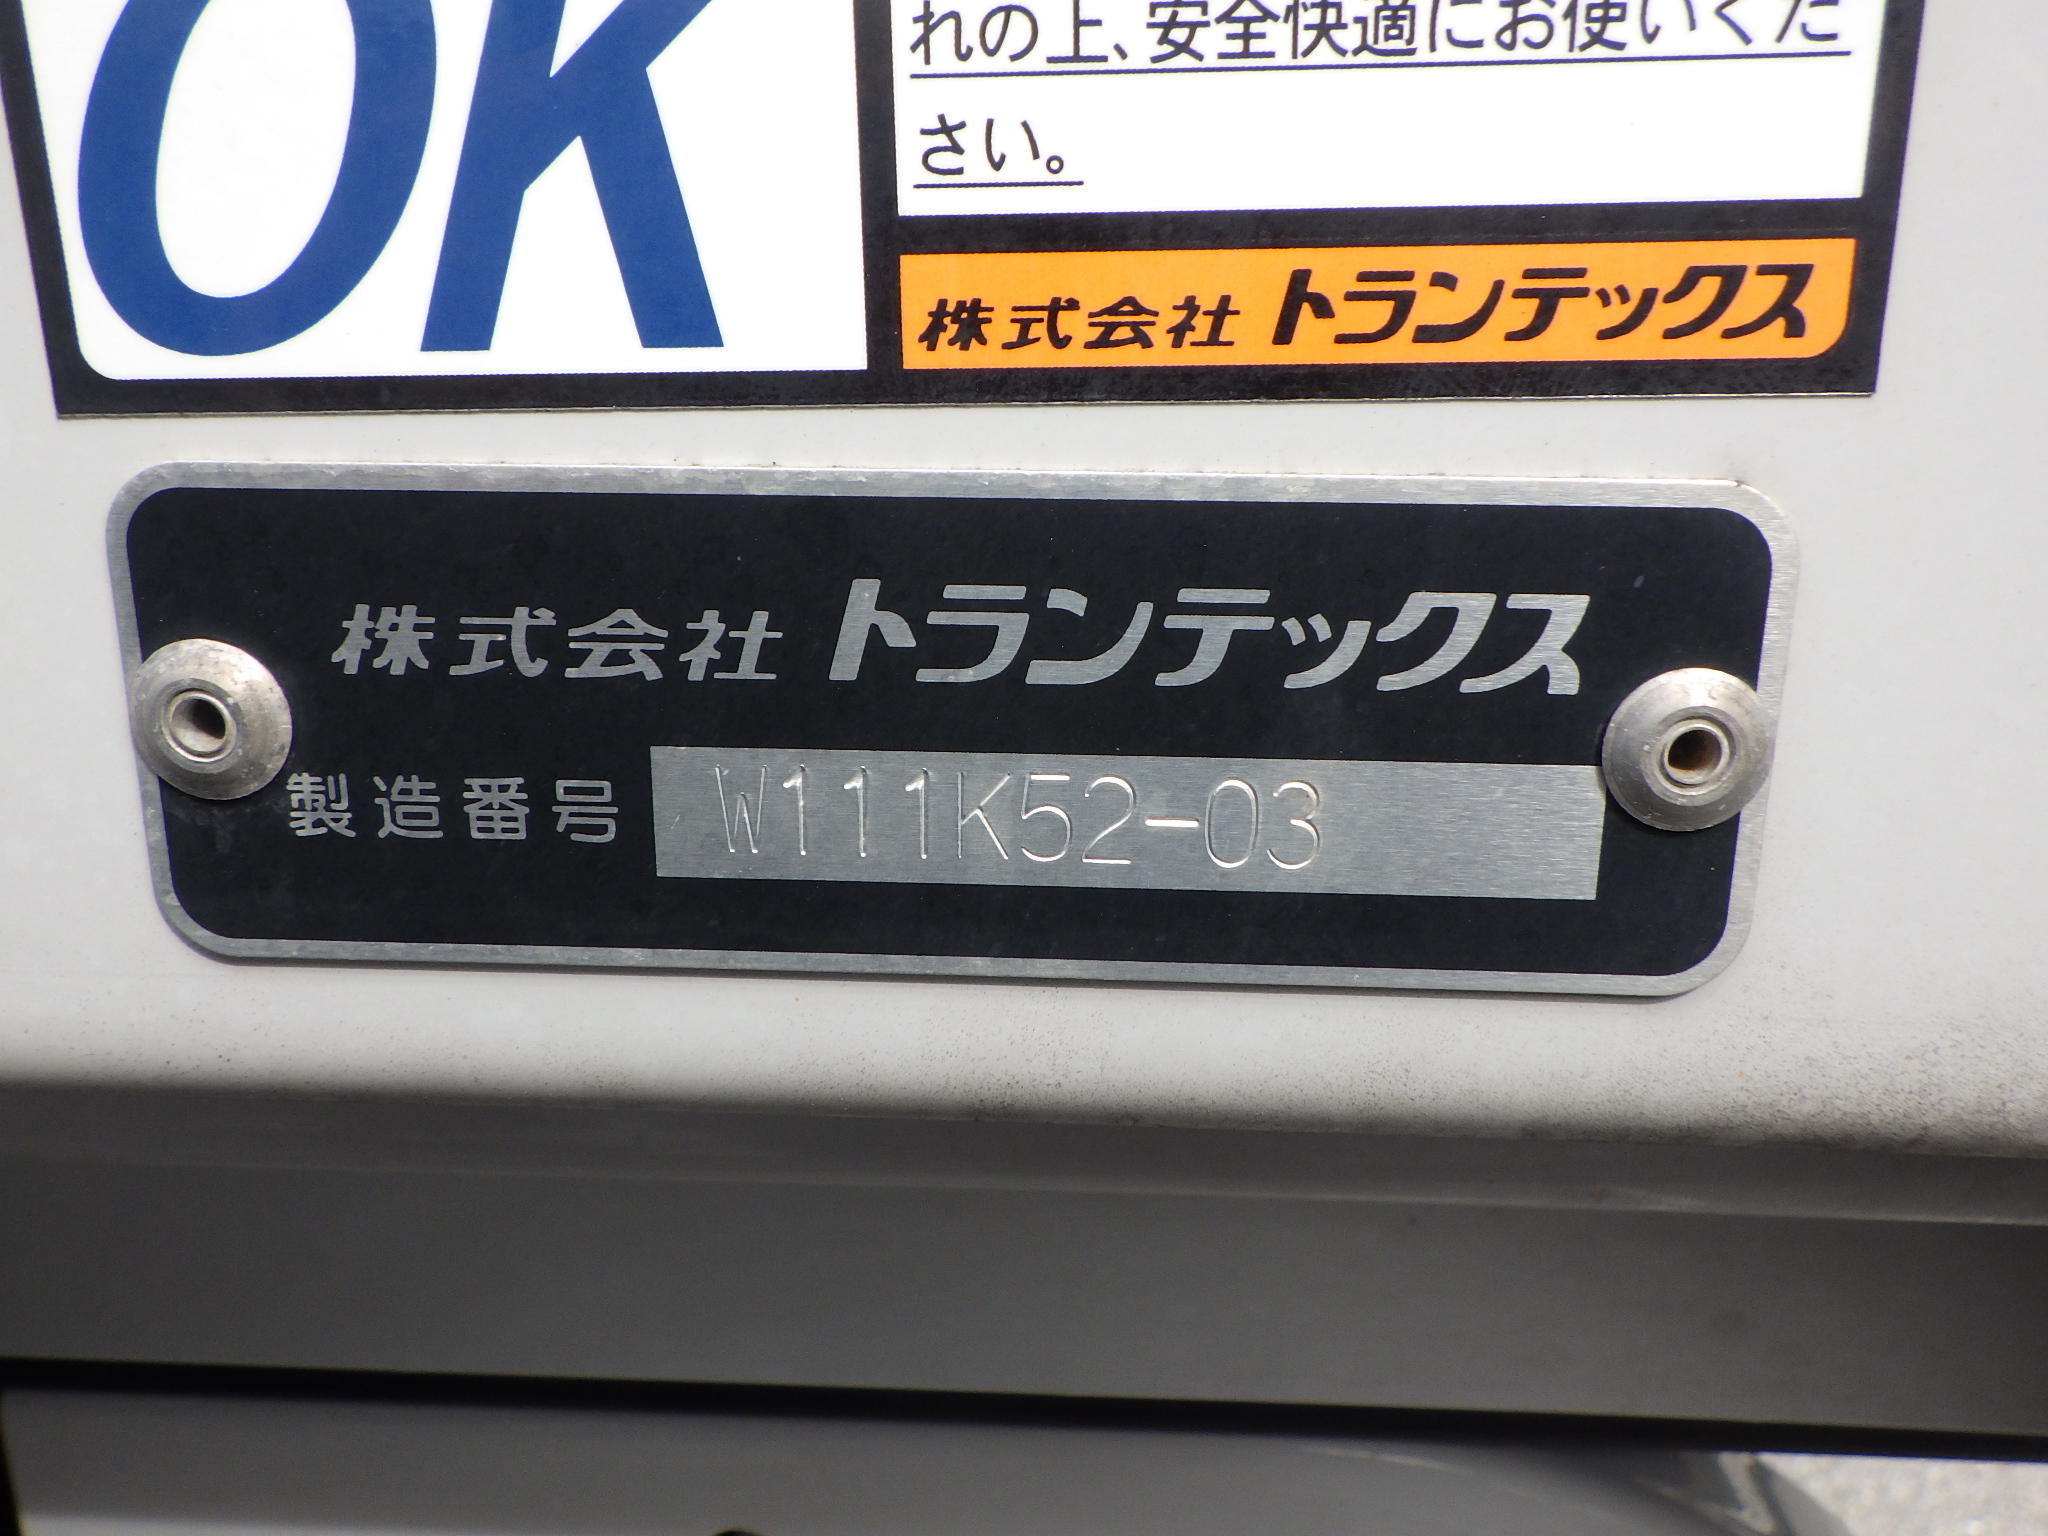 OK
れの上、安全快適にお使いくだ
さい。
株式会社トランテックス
株式会社トランテックス
製造番号 W111K52-03